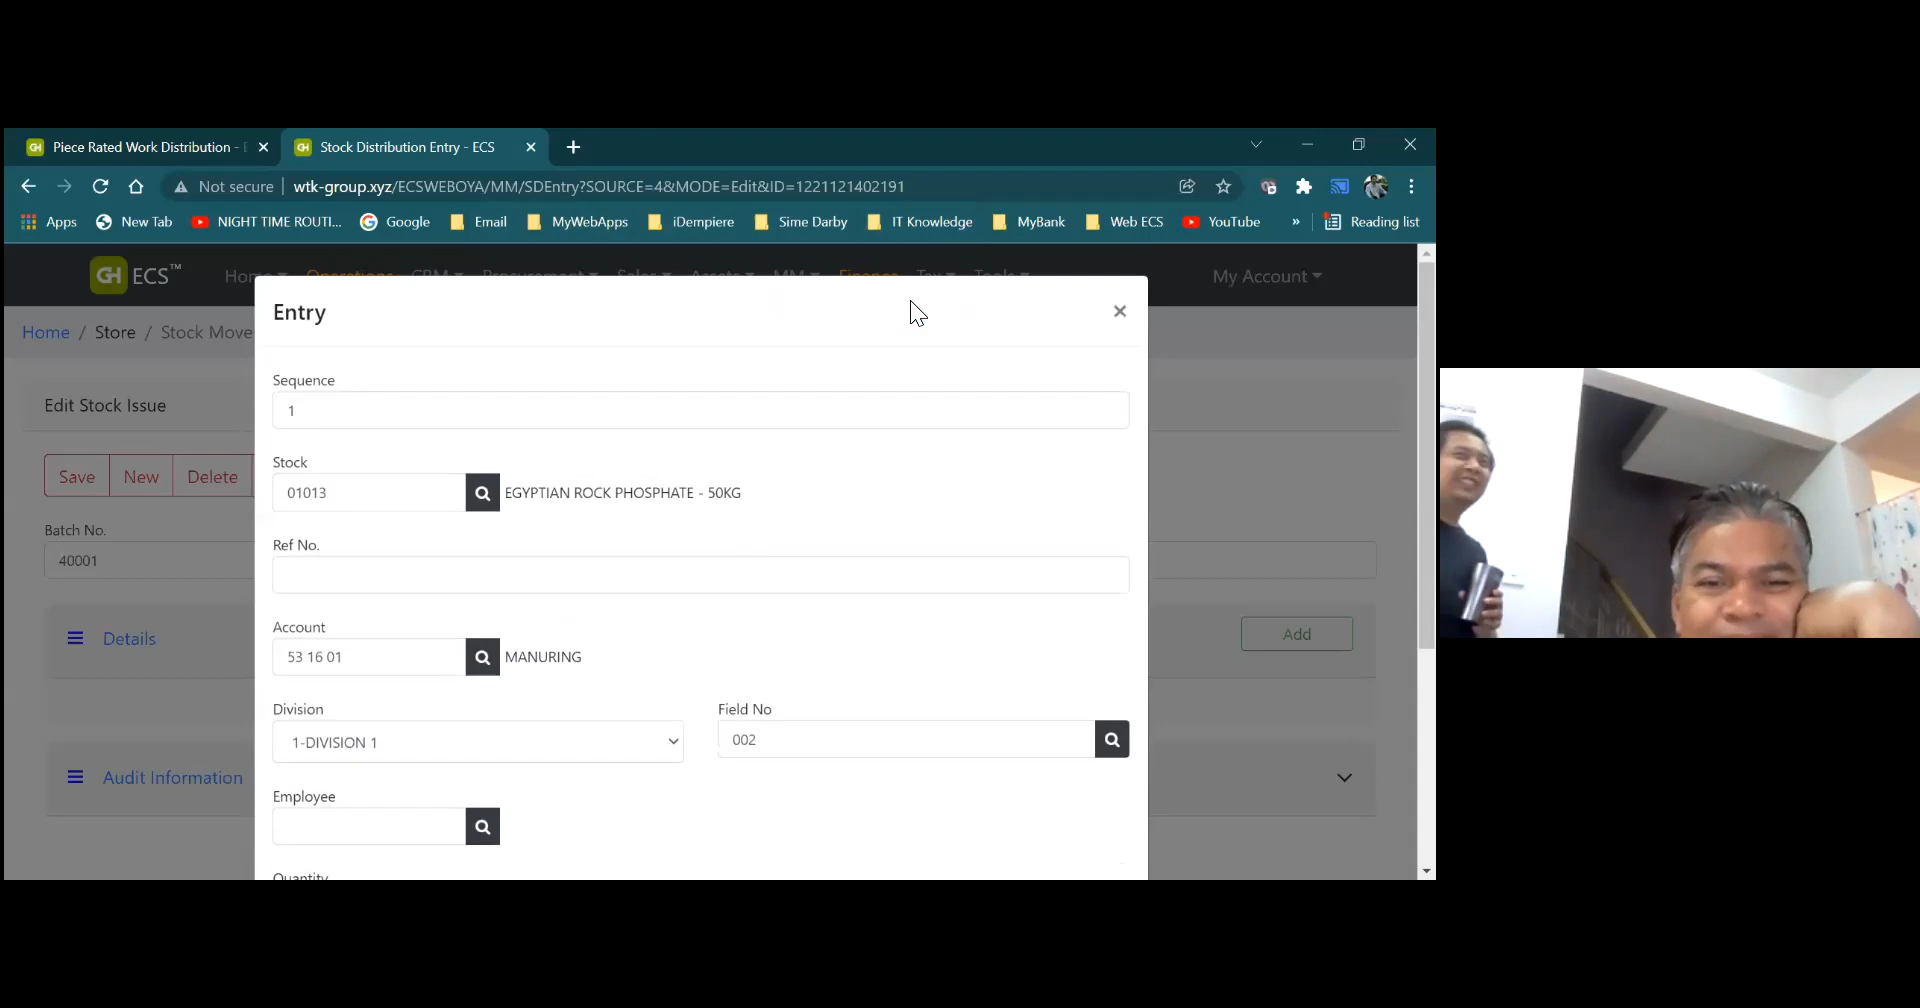 Piece Rated Work Distribution -
Stock Distribution Entry - ECS
Not secure
wtk-group.xyz/ECSWEBOYA/MM/SDEntry?SOURCE=4&MODE=Edit&ID=1221121402191
Apps
New Tab
NIGHT TIME ROUTI...
Google
Email
MyWebApps
iDempiere
Sime Darby
IT Knowledge
MyBank
Web ECS
YouTube
»
Reading list
GH ECS™
Home
Operations
CRM
Procurement
Sales
Assets
MM
Finance
Tax
Tools
My Account
Home / Store / Stock Move
Entry
×
Edit Stock Issue
Sequence
1
Save
New
Delete
Stock
01013
EGYPTIAN ROCK PHOSPHATE - 50KG
Batch No.
40001
Ref No.
Account
53 16 01
MANURING
Details
Add
Division
1-DIVISION 1
Field No
002
Audit Information
Employee
Quantity